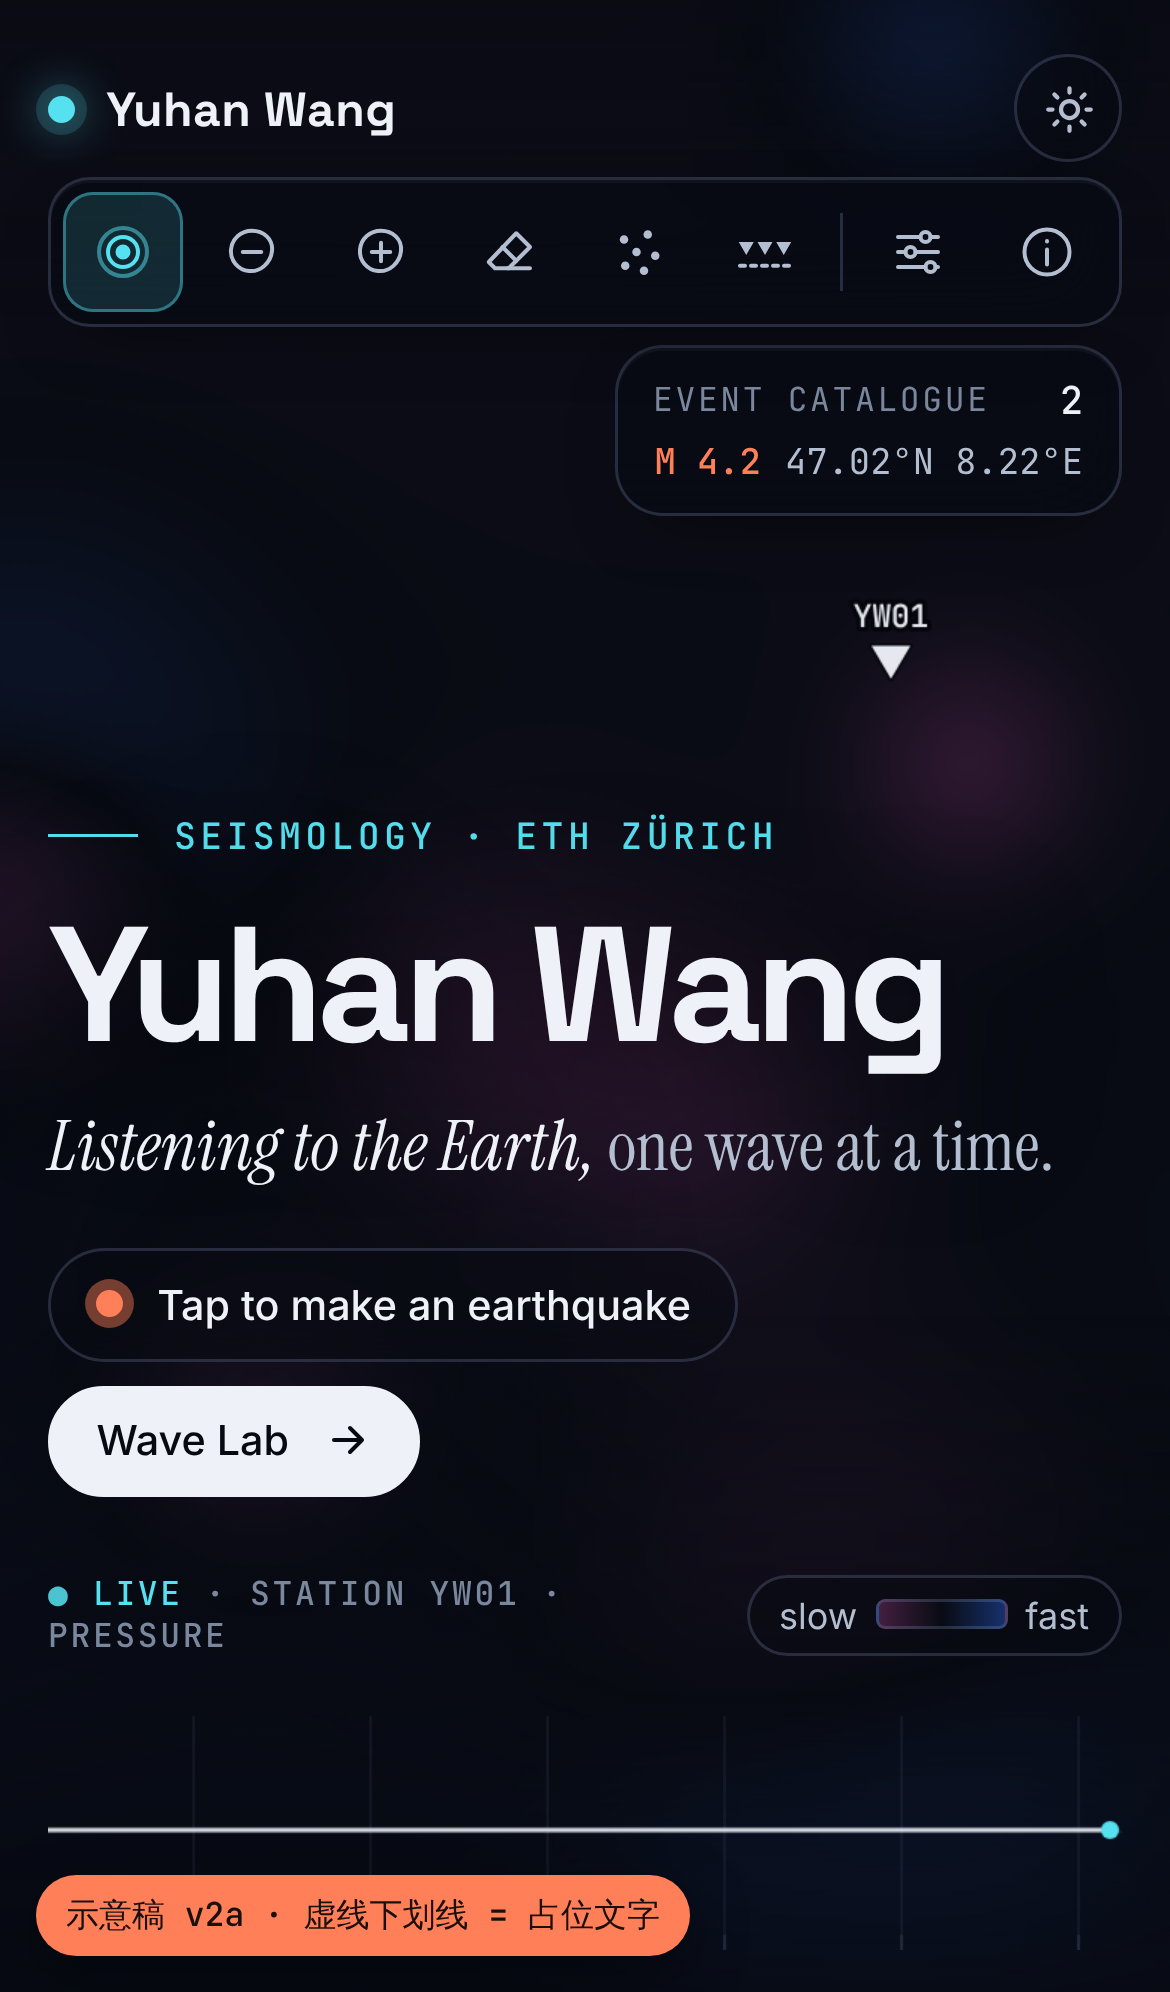 Yuhan Wang
EVENT CATALOGUE 2
M 4.2 47.02°N 8.22°E
YW01
SEISMOLOGY · ETH ZÜRICH
Yuhan Wang
Listening to the Earth, one wave at a time.
Tap to make an earthquake
Wave Lab →
LIVE · STATION YW01 ·
PRESSURE
slow fast
示意稿 v2a · 虚线下划线 = 占位文字